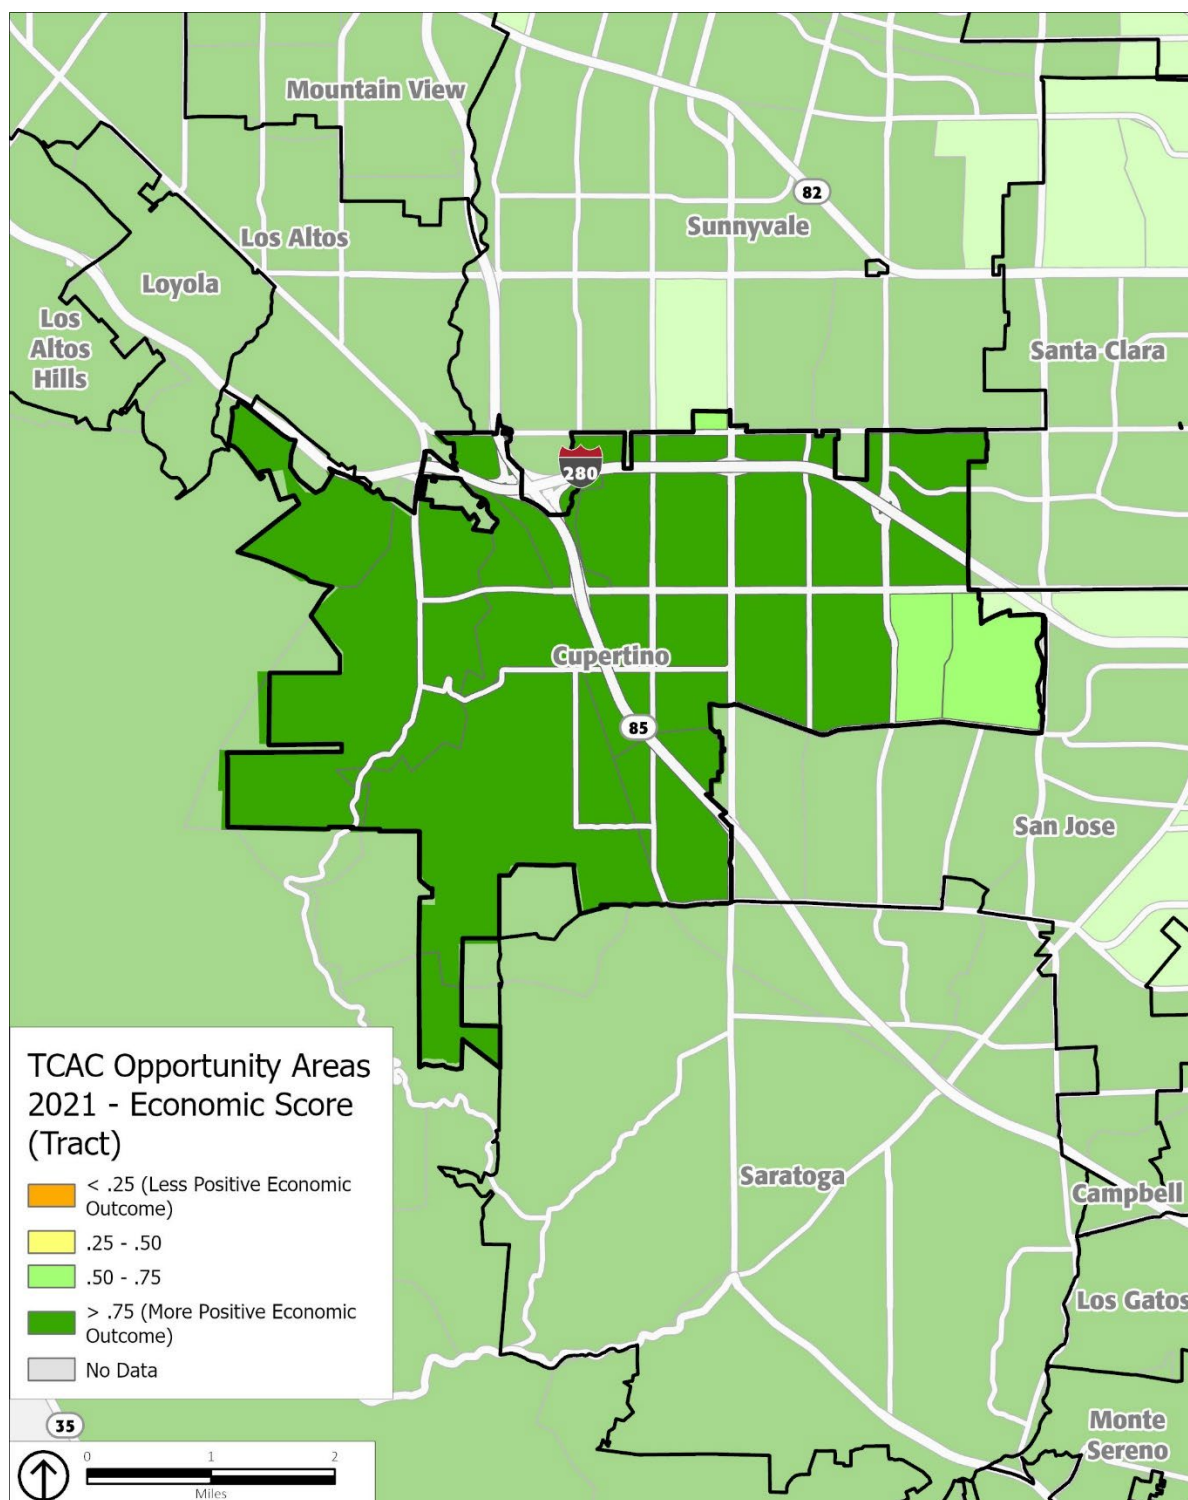 Mountain View
82
Sunnyvale
Los Altos
Loyola
Los
Altos
Hills
Santa Clara
280
Cupertino
85
San Jose
TCAC Opportunity Areas
2021 - Economic Score
(Tract)
< .25 (Less Positive Economic
Outcome)
.25 - .50
.50 - .75
> .75 (More Positive Economic
Outcome)
No Data
Saratoga
Campbell
Los Gatos
Monte
Sereno
35
0 1 2
Miles